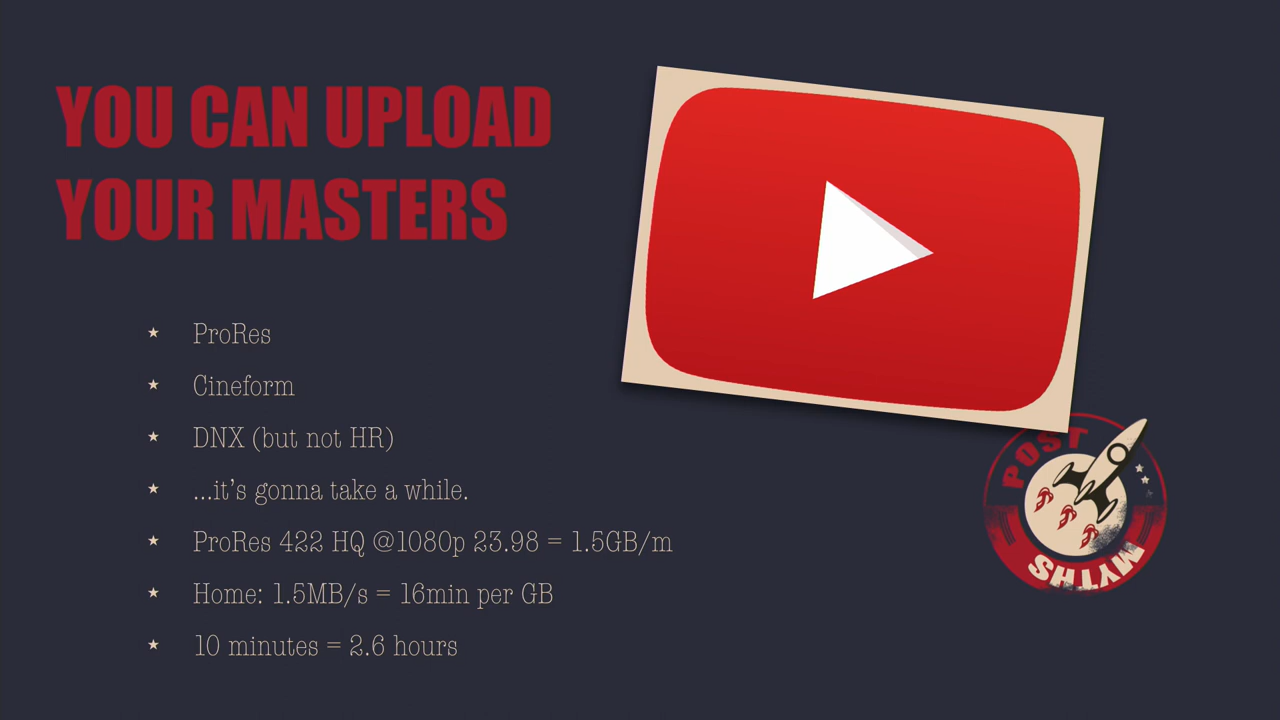 YOU CAN UPLOAD
YOUR MASTERS
ProRes
Cineform
DNX (but not HR)
...it's gonna take a while.
ProRes 422 HQ @1080p 23.98 = 1.5GB/m
Home: 1.5MB/s = 16min per GB
10 minutes = 2.6 hours
POST
MYTHS